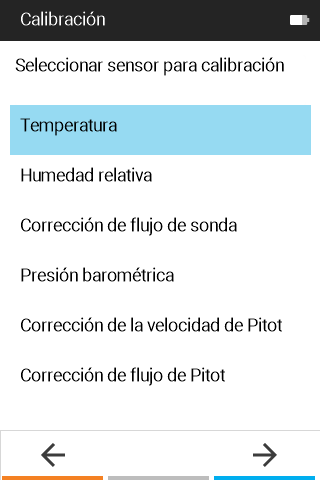 Calibración
Seleccionar sensor para calibración
Temperatura
Humedad relativa
Corrección de flujo de sonda
Presión barométrica
Corrección de la velocidad de Pitot
Corrección de flujo de Pitot